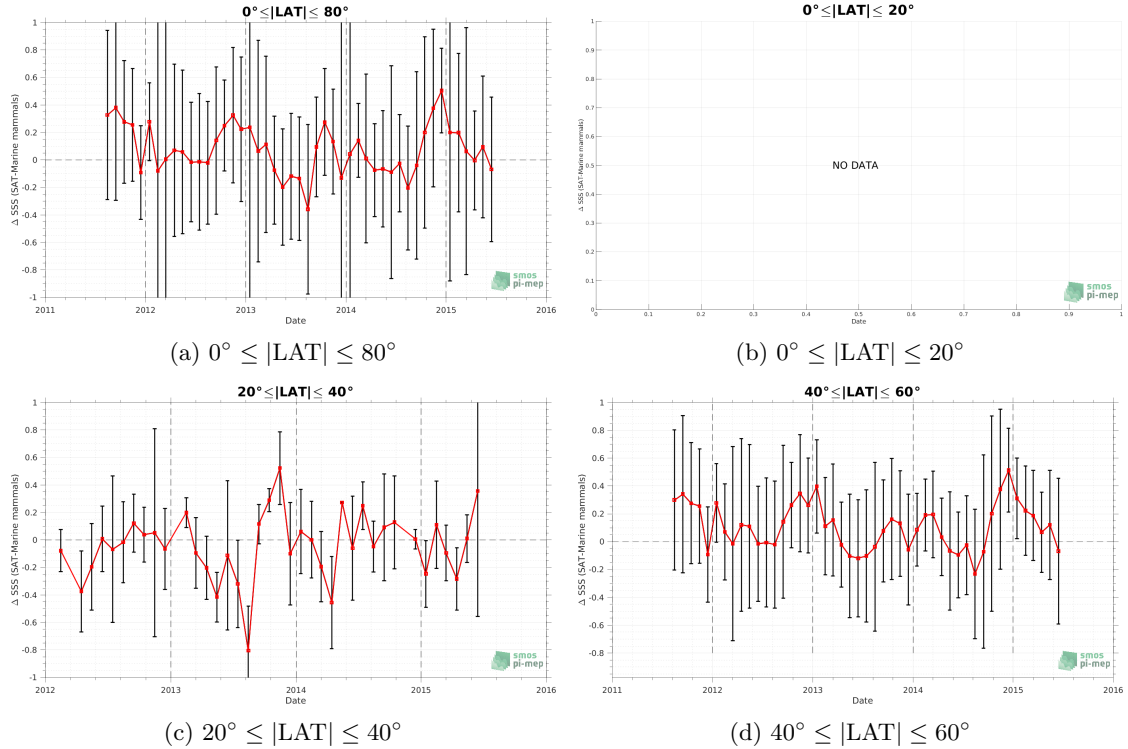 0°≤|LAT|≤ 80°
1
0.8
0.6
0.4
0.2
0
-0.2
-0.4
-0.6
-0.8
-1
Δ SSS (SAT-Marine mammals)
2011
2012
2013
2014
2015
2016
Date
smos
pi-mep
(a) 0° ≤ |LAT| ≤ 80°
0°≤|LAT|≤ 20°
1
0.9
0.8
0.7
0.6
0.5
0.4
0.3
0.2
0.1
0
Δ SSS (SAT-Marine mammals)
NO DATA
0
0.1
0.2
0.3
0.4
0.5
0.6
0.7
0.8
0.9
1
Date
smos
pi-mep
(b) 0° ≤ |LAT| ≤ 20°
20°≤|LAT|≤ 40°
1
0.8
0.6
0.4
0.2
0
-0.2
-0.4
-0.6
-0.8
-1
Δ SSS (SAT-Marine mammals)
2012
2013
2014
2015
2016
Date
smos
pi-mep
(c) 20° ≤ |LAT| ≤ 40°
40°≤|LAT|≤ 60°
1
0.8
0.6
0.4
0.2
0
-0.2
-0.4
-0.6
-0.8
Δ SSS (SAT-Marine mammals)
2011
2012
2013
2014
2015
2016
Date
smos
pi-mep
(d) 40° ≤ |LAT| ≤ 60°